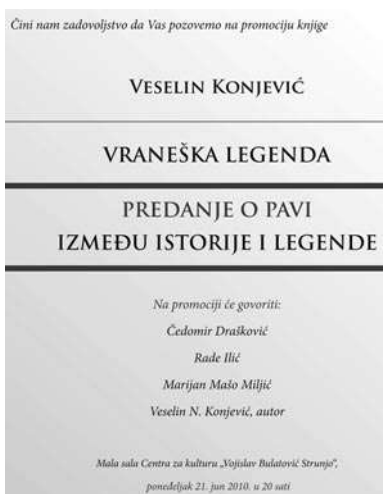 Čini nam zadovoljstvo da Vas pozovemo na promociju knjige
VESELIN KONJEVIĆ
VRANEŠKA LEGENDA
PREDANJE O PAVI
IZMEĐU ISTORIJE I LEGENDE
Na promociji će govoriti:
Čedomir Drašković
Rade Ilić
Marijan Mašo Miljić
Veselin N. Konjević, autor
Mala sala Centra za kulturu „Vojislav Bulatović Strunjo“,
ponedeljak 21. jun 2010. u 20 sati